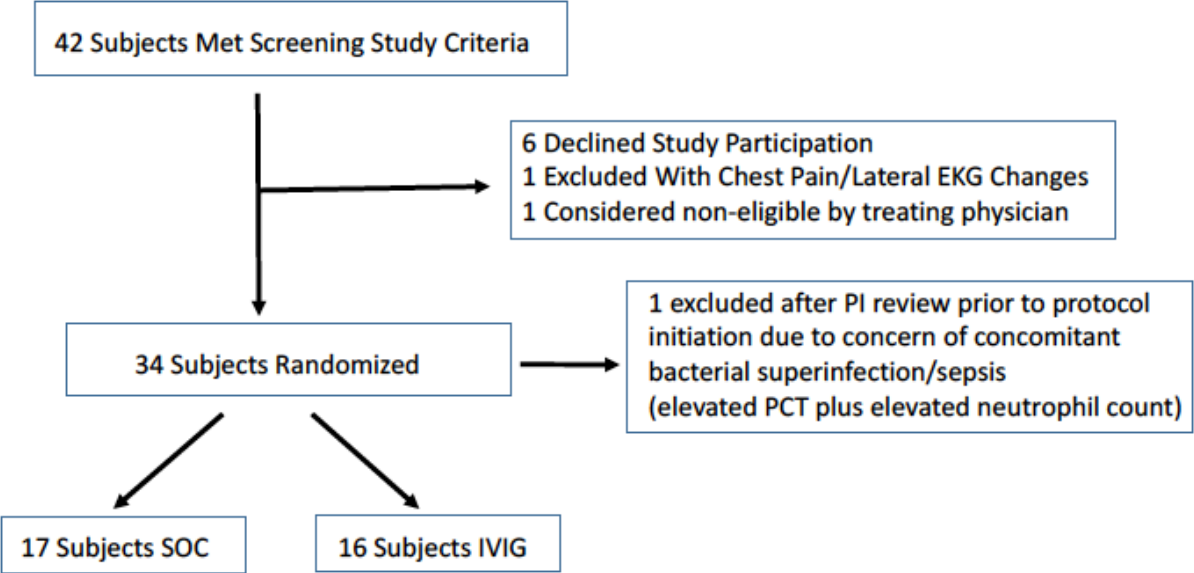 42 Subjects Met Screening Study Criteria
6 Declined Study Participation
1 Excluded With Chest Pain/Lateral EKG Changes
1 Considered non-eligible by treating physician
1 excluded after PI review prior to protocol
initiation due to concern of concomitant
bacterial superinfection/sepsis
(elevated PCT plus elevated neutrophil count)
34 Subjects Randomized
17 Subjects SOC
16 Subjects IVIG